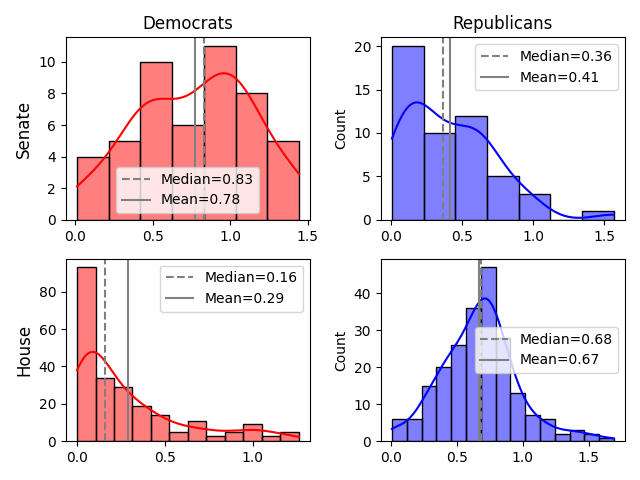 Democrats
Republicans
Senate
10
8
6
4
2
0
Median=0.83
Mean=0.78
0.0 0.5 1.0 1.5
Count
20
15
10
5
0
Median=0.36
Mean=0.41
0.0 0.5 1.0 1.5
House
80
60
40
20
0
Median=0.16
Mean=0.29
0.0 0.5 1.0
Count
40
30
20
10
0
Median=0.68
Mean=0.67
0.0 0.5 1.0 1.5